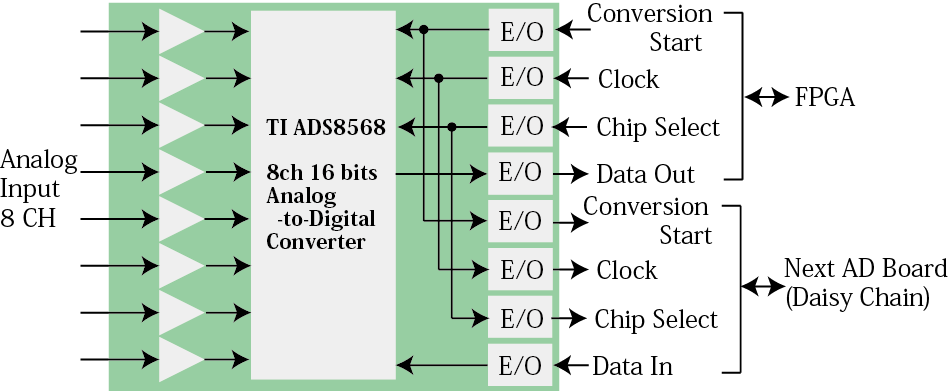 Analog
Input
8 CH
TI ADS8568
8ch 16 bits
Analog
-to-Digital
Converter
E/O
Conversion
Start
E/O
Clock
E/O
Chip Select
E/O
Data Out
FPGA
E/O
Conversion
Start
E/O
Clock
E/O
Chip Select
E/O
Data In
Next AD Board
(Daisy Chain)